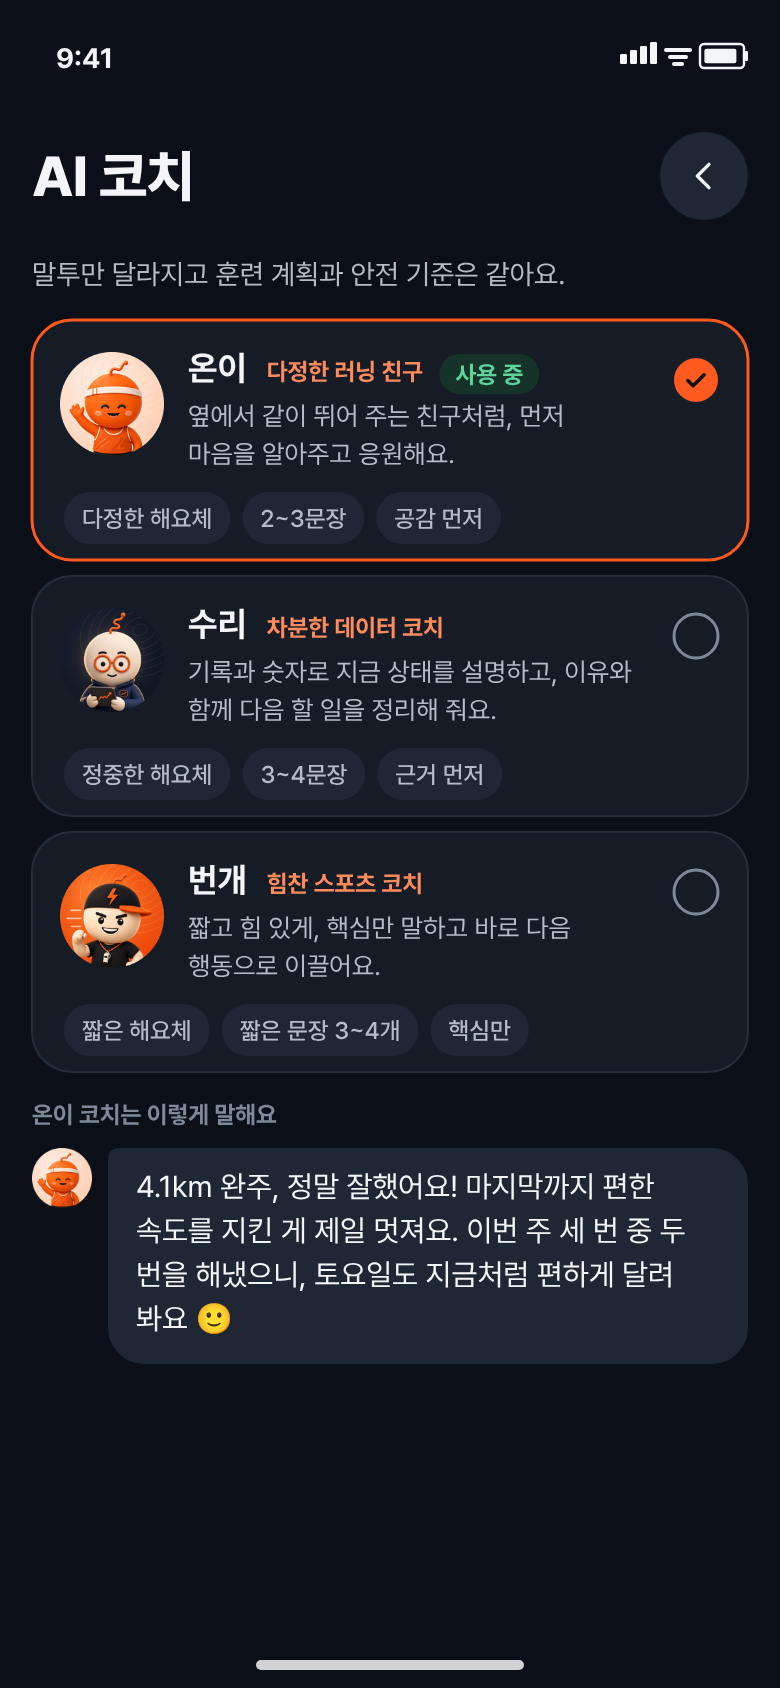 9:41
AI 코치
말투만 달라지고 훈련 계획과 안전 기준은 같아요.
온이 다정한 러닝 친구 사용 중
옆에서 같이 뛰어 주는 친구처럼, 먼저
마음을 알아주고 응원해요.
다정한 해요체 2~3문장 공감 먼저
수리 차분한 데이터 코치
기록과 숫자로 지금 상태를 설명하고, 이유와
함께 다음 할 일을 정리해 줘요.
정중한 해요체 3~4문장 근거 먼저
번개 힘찬 스포츠 코치
짧고 힘 있게, 핵심만 말하고 바로 다음
행동으로 이끌어요.
짧은 해요체 짧은 문장 3~4개 핵심만
온이 코치는 이렇게 말해요
4.1km 완주, 정말 잘했어요! 마지막까지 편한
속도를 지킨 게 제일 멋져요. 이번 주 세 번 중 두
번을 해냈으니, 토요일도 지금처럼 편하게 달려
봐요 🙂